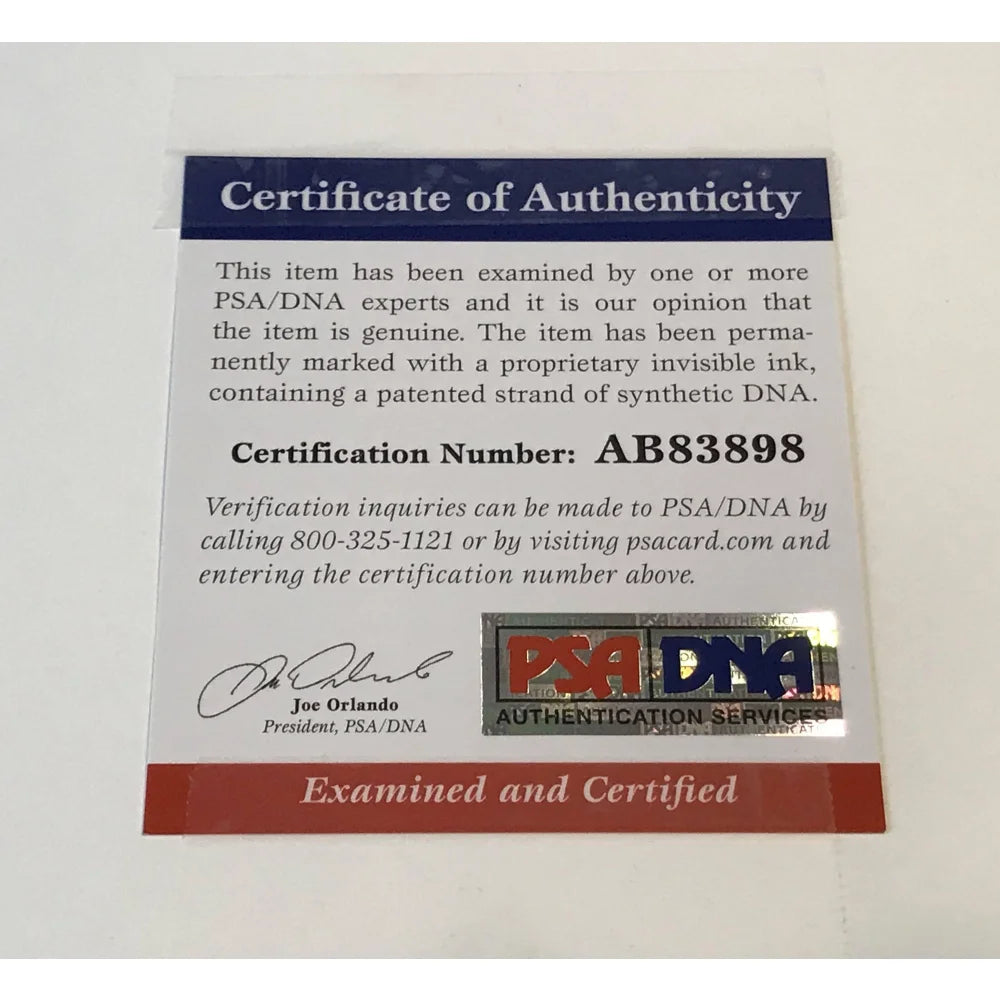 Certificate of Authenticity
This item has been examined by one or more
PSA/DNA experts and it is our opinion that
the item is genuine. The item has been perma-
nently marked with a proprietary invisible ink,
containing a patented strand of synthetic DNA.
Certification Number: AB83898
Verification inquiries can be made to PSA/DNA by
calling 800-325-1121 or by visiting psacard.com and
entering the certification number above.
Joe Orlando
President, PSA/DNA
PSA DNA
AUTHENTICATION SERVICES
Examined and Certified